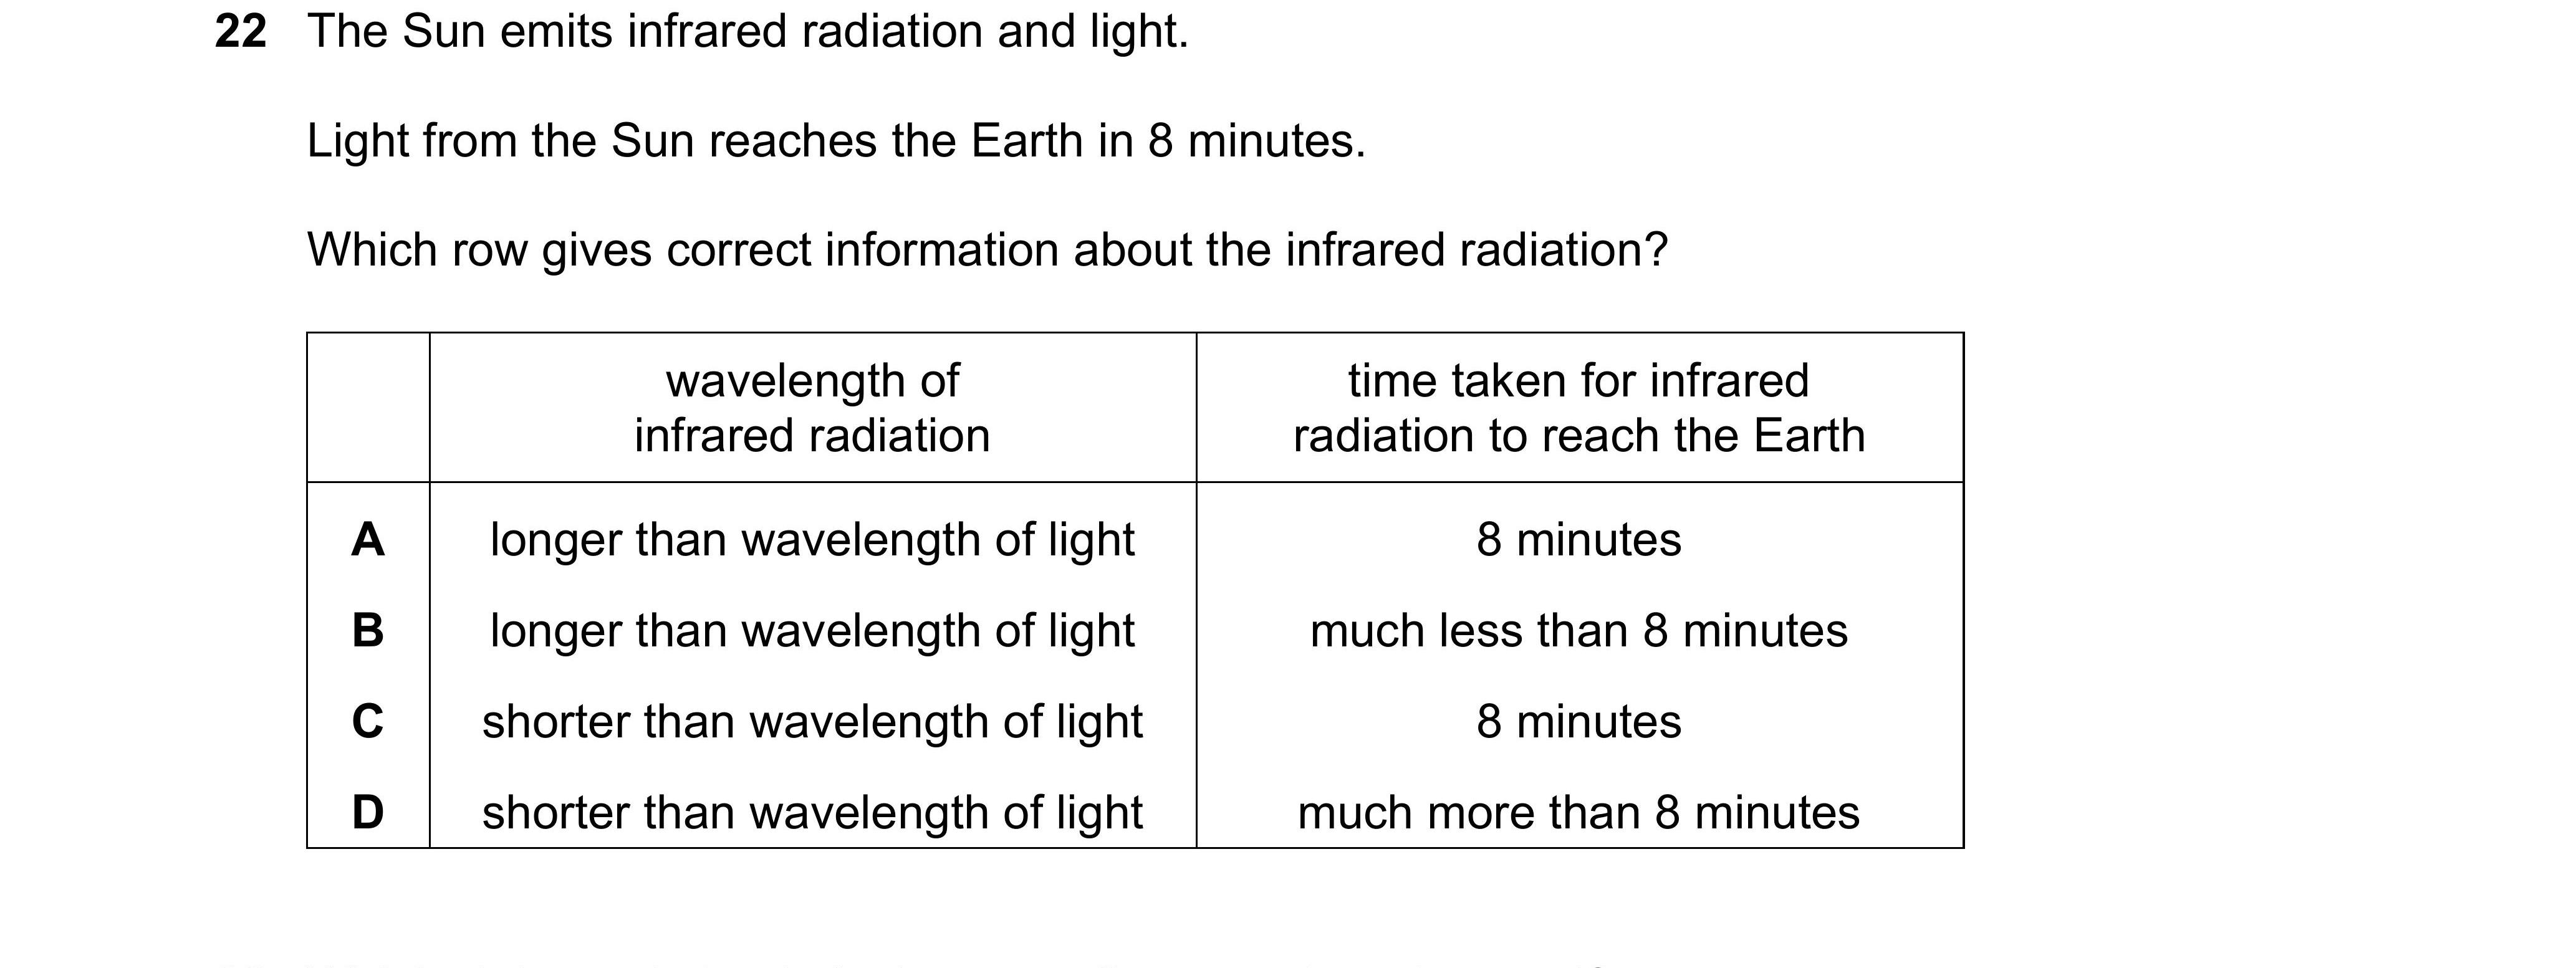 22 The Sun emits infrared radiation and light.
Light from the Sun reaches the Earth in 8 minutes.
Which row gives correct information about the infrared radiation?
wavelength of
infrared radiation
time taken for infrared
radiation to reach the Earth
A longer than wavelength of light 8 minutes
B longer than wavelength of light much less than 8 minutes
C shorter than wavelength of light 8 minutes
D shorter than wavelength of light much more than 8 minutes